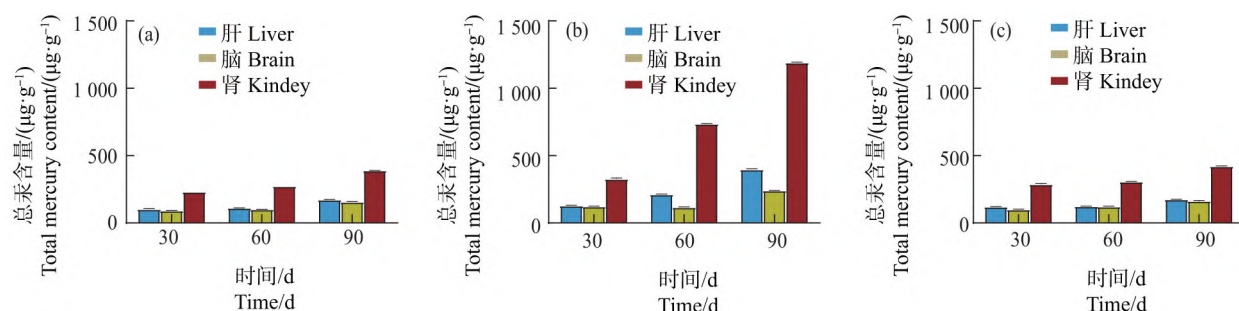 1 500
(a)
肝 Liver
脑 Brain
肾 Kindey
1 000
500
0
总汞含量/(μg·g⁻¹)
Total mercury content/(μg·g⁻¹)
30 60 90
时间/d
Time/d
1 500
(b)
肝 Liver
脑 Brain
肾 Kindey
1 000
500
0
总汞含量/(μg·g⁻¹)
Total mercury content/(μg·g⁻¹)
30 60 90
时间/d
Time/d
1 500
(c)
肝 Liver
脑 Brain
肾 Kindey
1 000
500
0
总汞含量/(μg·g⁻¹)
Total mercury content/(μg·g⁻¹)
30 60 90
时间/d
Time/d